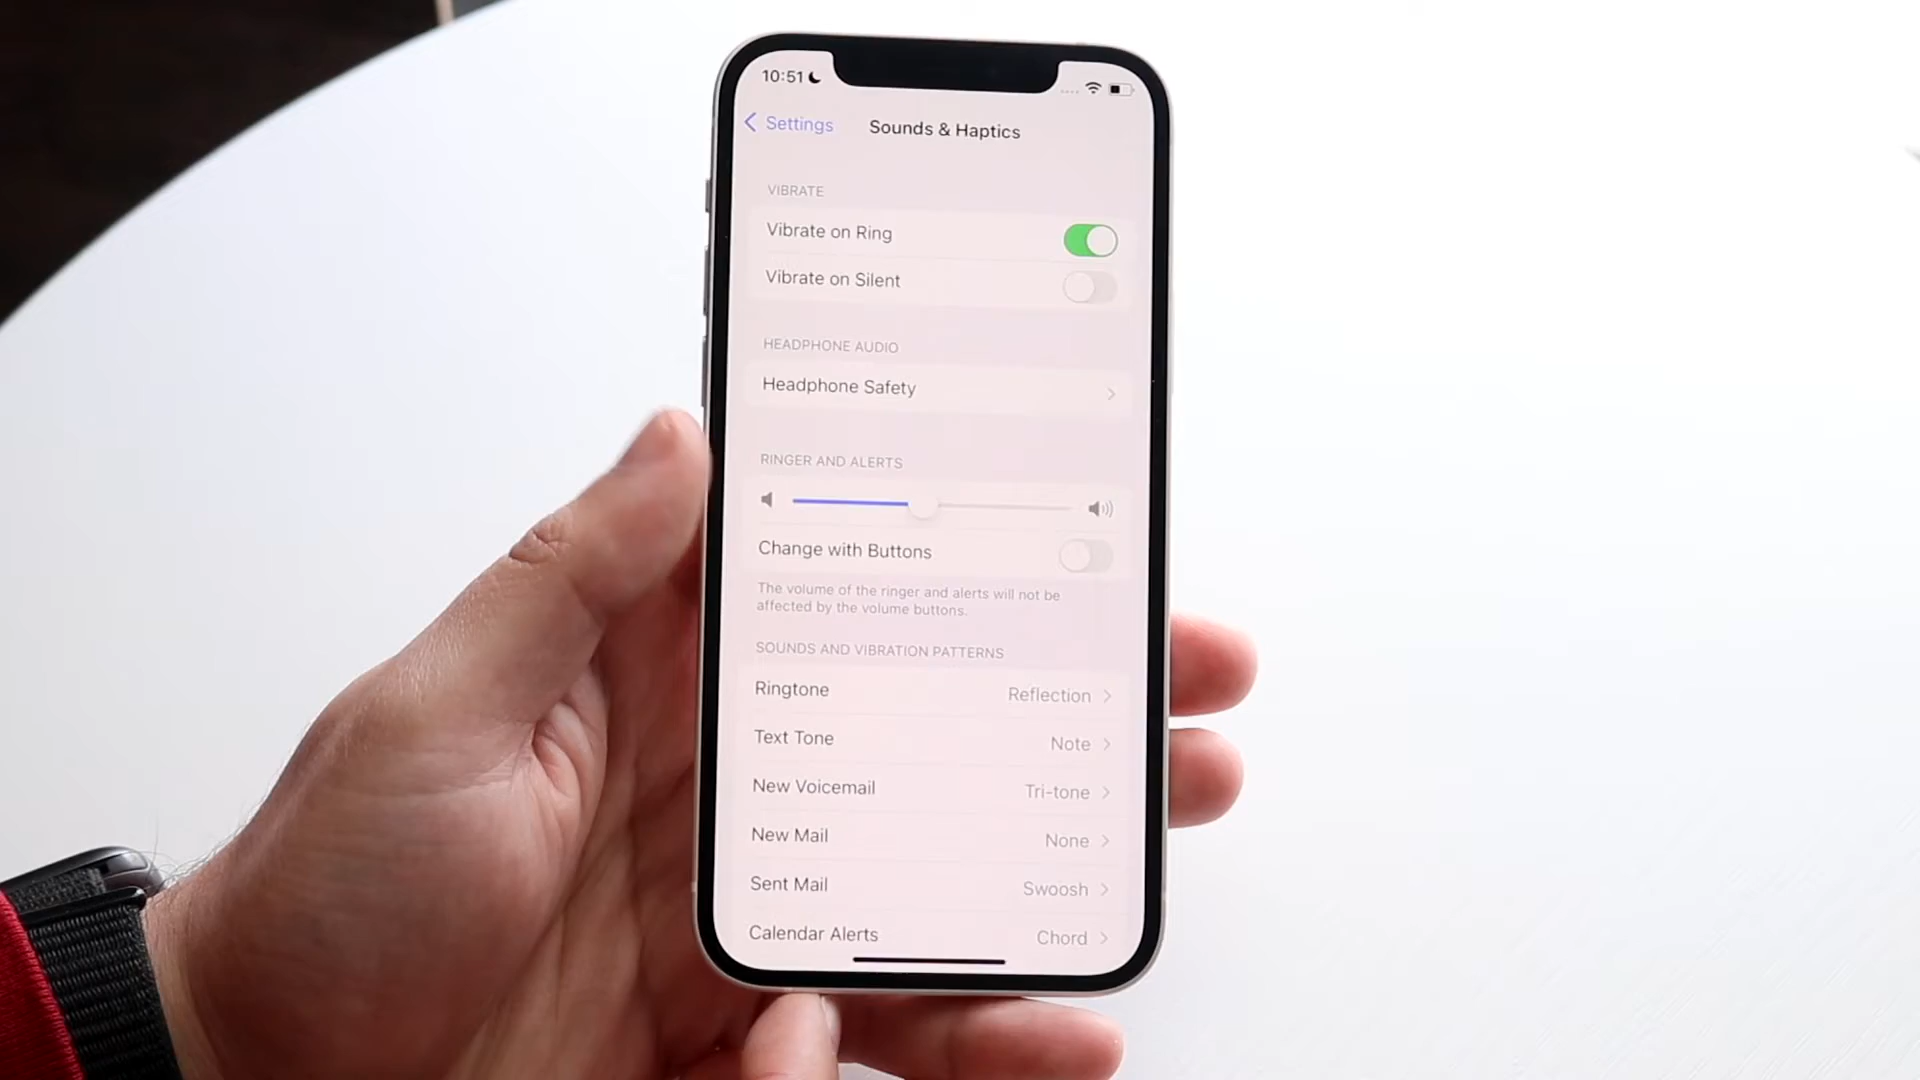 10:51
Settings
Sounds & Haptics
VIBRATE
Vibrate on Ring
Vibrate on Silent
HEADPHONE AUDIO
Headphone Safety
RINGER AND ALERTS
Change with Buttons
The volume of the ringer and alerts will not be
affected by the volume buttons.
SOUNDS AND VIBRATION PATTERNS
Ringtone Reflection
Text Tone Note
New Voicemail Tri-tone
New Mail None
Sent Mail Swoosh
Calendar Alerts Chord